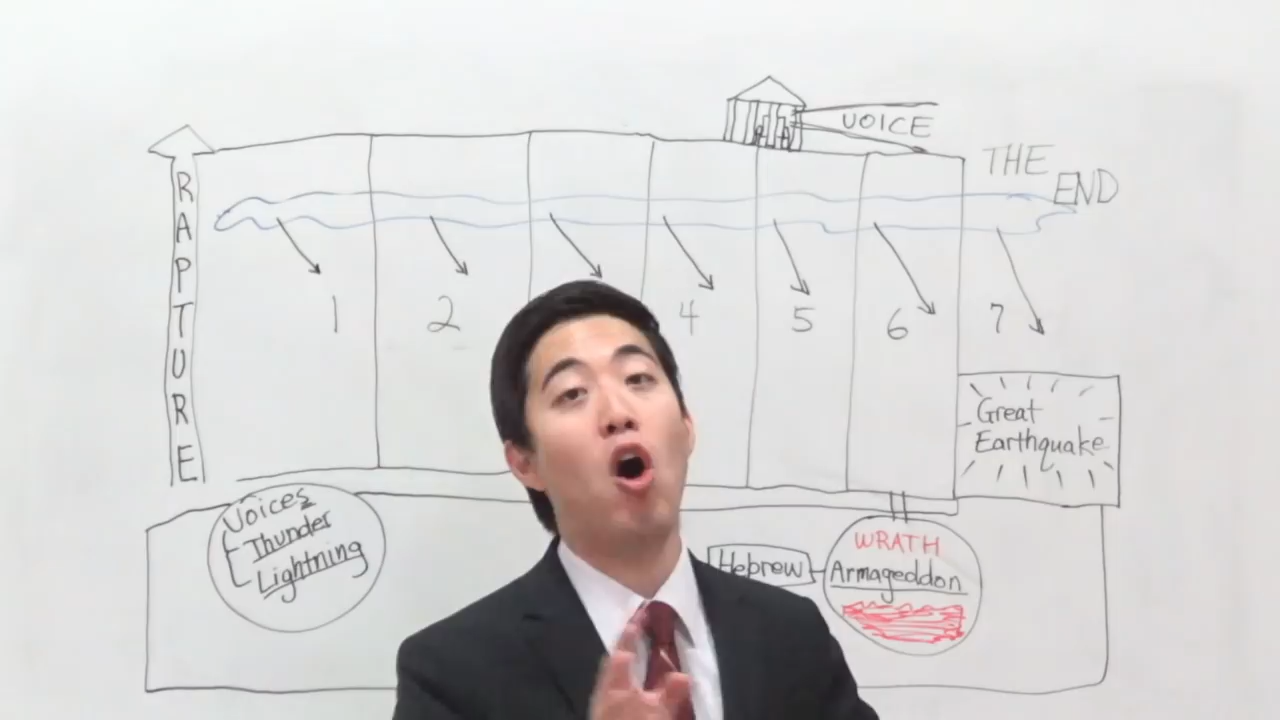 VOICE
THE
END
RAPTURE
1
2
4
5
6
7
Great
Earthquake
Voices
Thunder
Lightning
Hebrew
WRATH
Armageddon